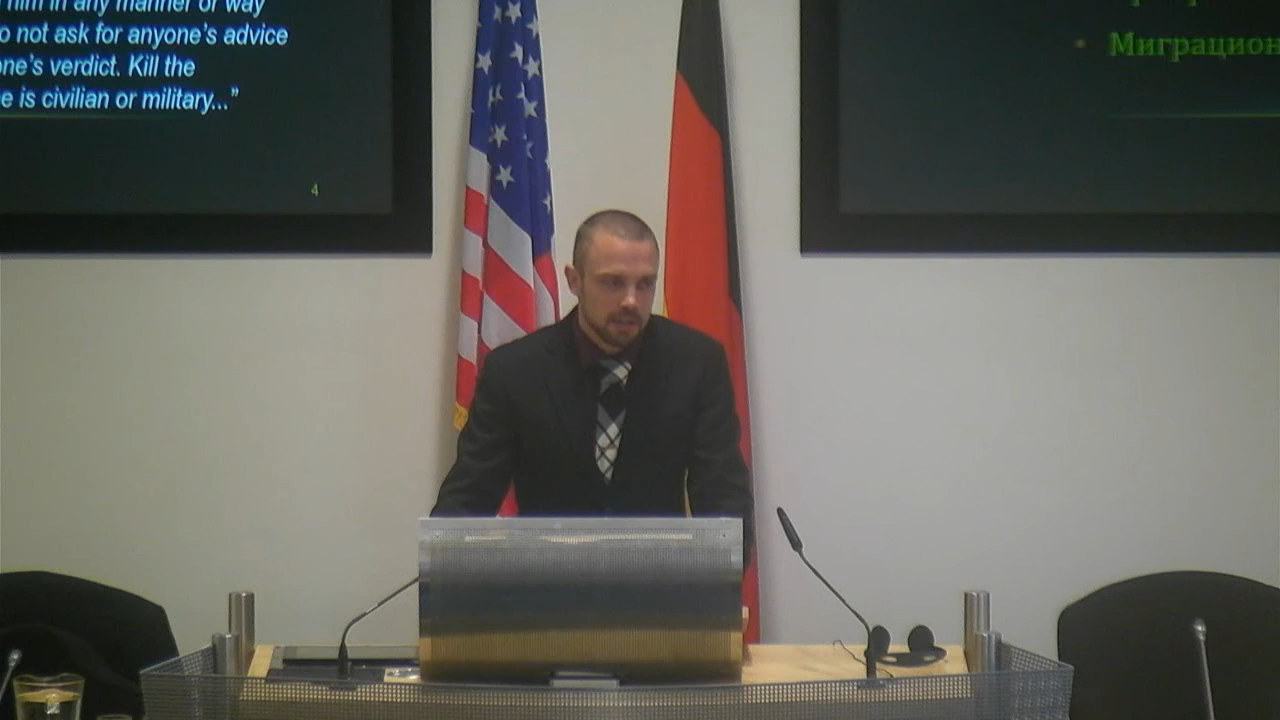 him in any manner or way
o not ask for anyone's advice
ne's verdict. Kill the
e is civilian or military..."
4
• Миграцион